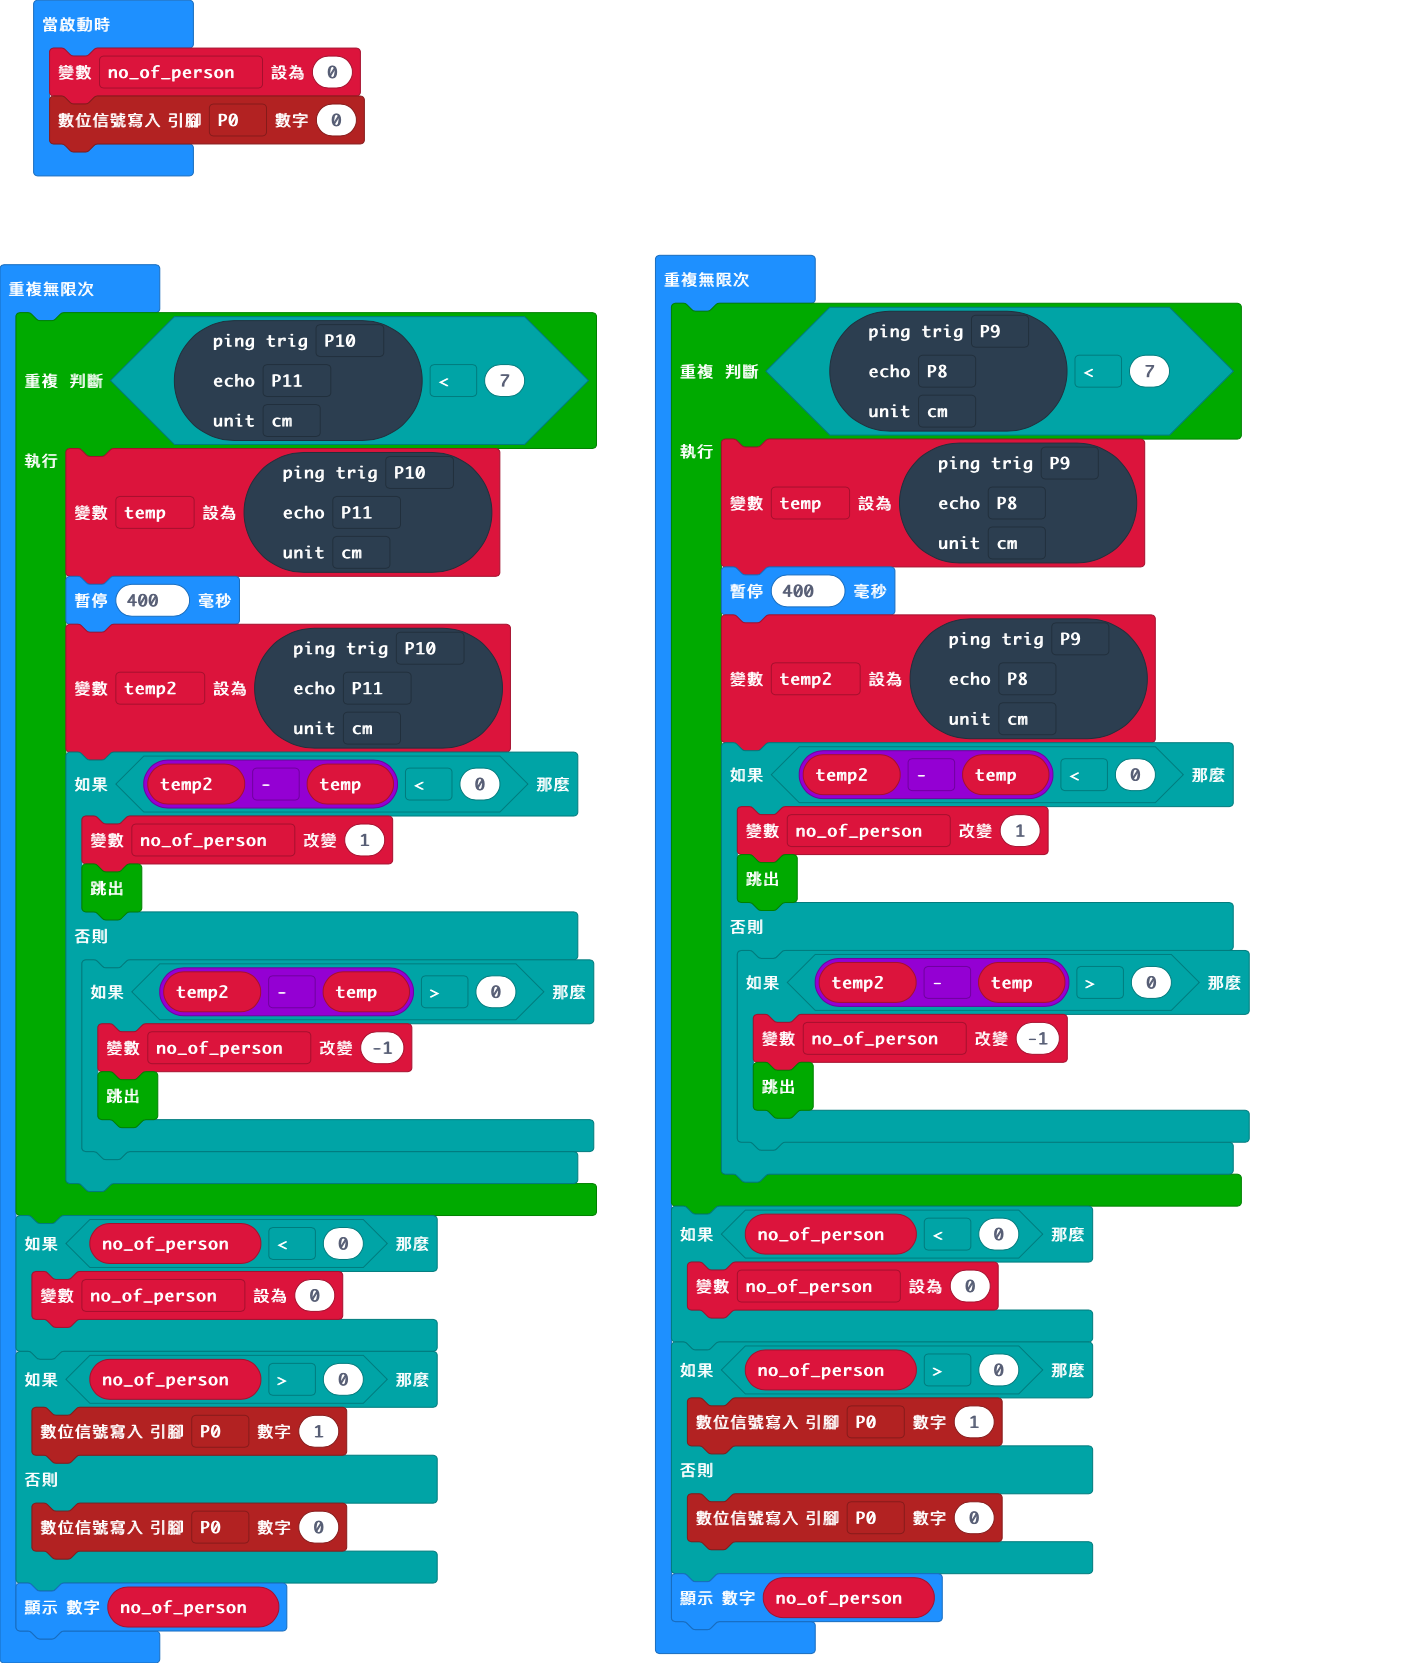 當啟動時
變數 no_of_person 設為 0
數位信號寫入 引腳 P0 數字 0
重複無限次
ping trig P10
重複 判斷 echo P11 < 7
unit cm
執行
ping trig P10
變數 temp 設為 echo P11
unit cm
暫停 400 毫秒
ping trig P10
變數 temp2 設為 echo P11
unit cm
如果 temp2 - temp < 0 那麼
變數 no_of_person 改變 1
跳出
否則
如果 temp2 - temp > 0 那麼
變數 no_of_person 改變 -1
跳出
如果 no_of_person < 0 那麼
變數 no_of_person 設為 0
如果 no_of_person > 0 那麼
數位信號寫入 引腳 P0 數字 1
否則
數位信號寫入 引腳 P0 數字 0
顯示 數字 no_of_person
重複無限次
ping trig P9
重複 判斷 echo P8 < 7
unit cm
執行
ping trig P9
變數 temp 設為 echo P8
unit cm
暫停 400 毫秒
ping trig P9
變數 temp2 設為 echo P8
unit cm
如果 temp2 - temp < 0 那麼
變數 no_of_person 改變 1
跳出
否則
如果 temp2 - temp > 0 那麼
變數 no_of_person 改變 -1
跳出
如果 no_of_person < 0 那麼
變數 no_of_person 設為 0
如果 no_of_person > 0 那麼
數位信號寫入 引腳 P0 數字 1
否則
數位信號寫入 引腳 P0 數字 0
顯示 數字 no_of_person